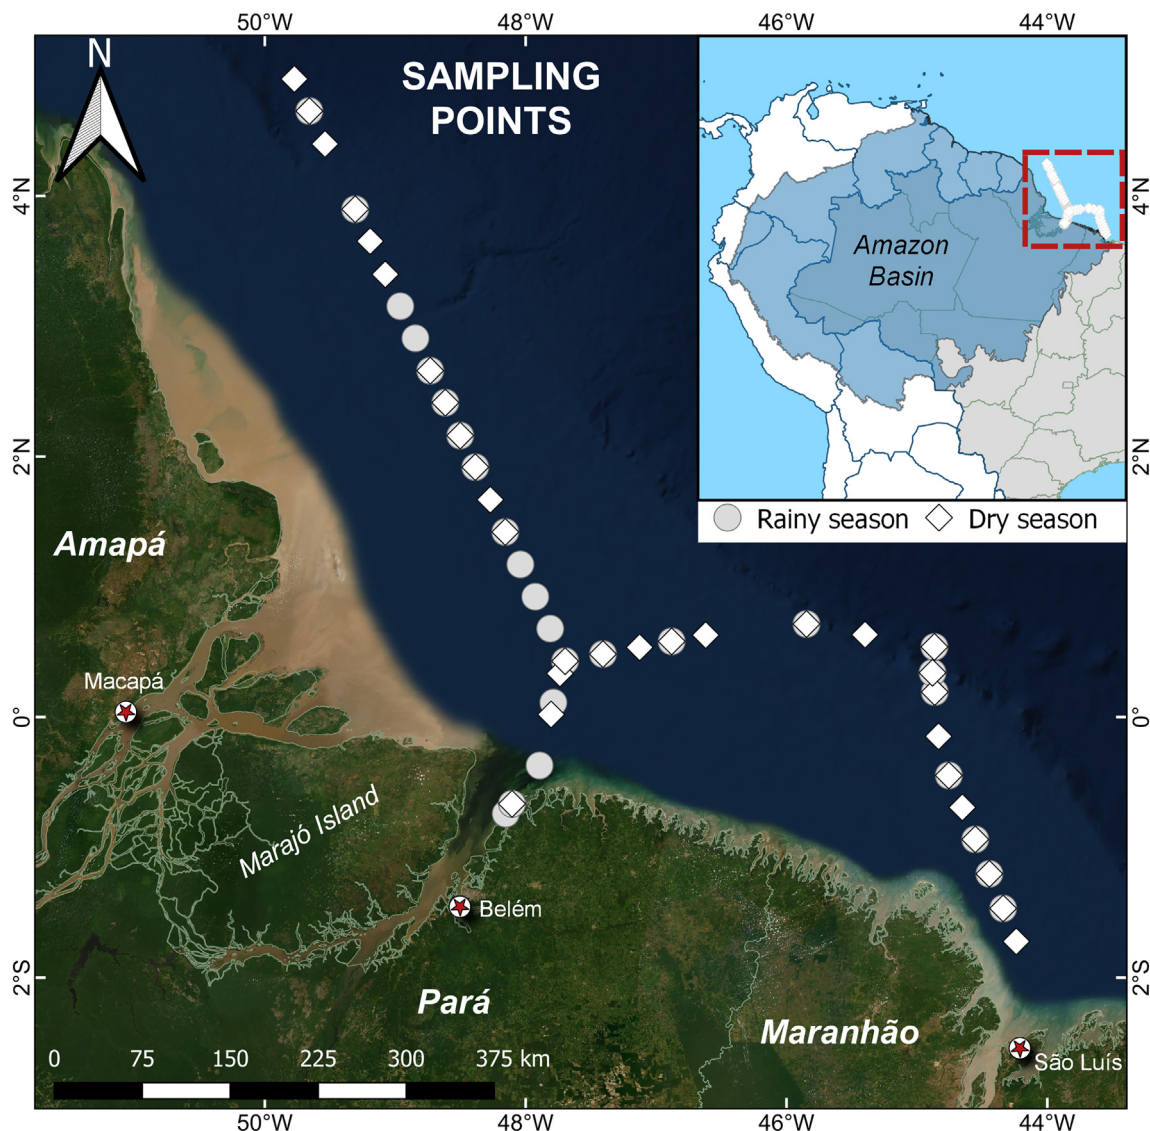 50°W 48°W 46°W 44°W
N
SAMPLING
POINTS
4°N
4°N
Amazon
Basin
2°N
2°N
Rainy season
Dry season
Amapá
Macapá
0°
0°
Marajó Island
Belém
2°S
2°S
Pará
Maranhão
São Luís
0 75 150 225 300 375 km
50°W 48°W 46°W 44°W